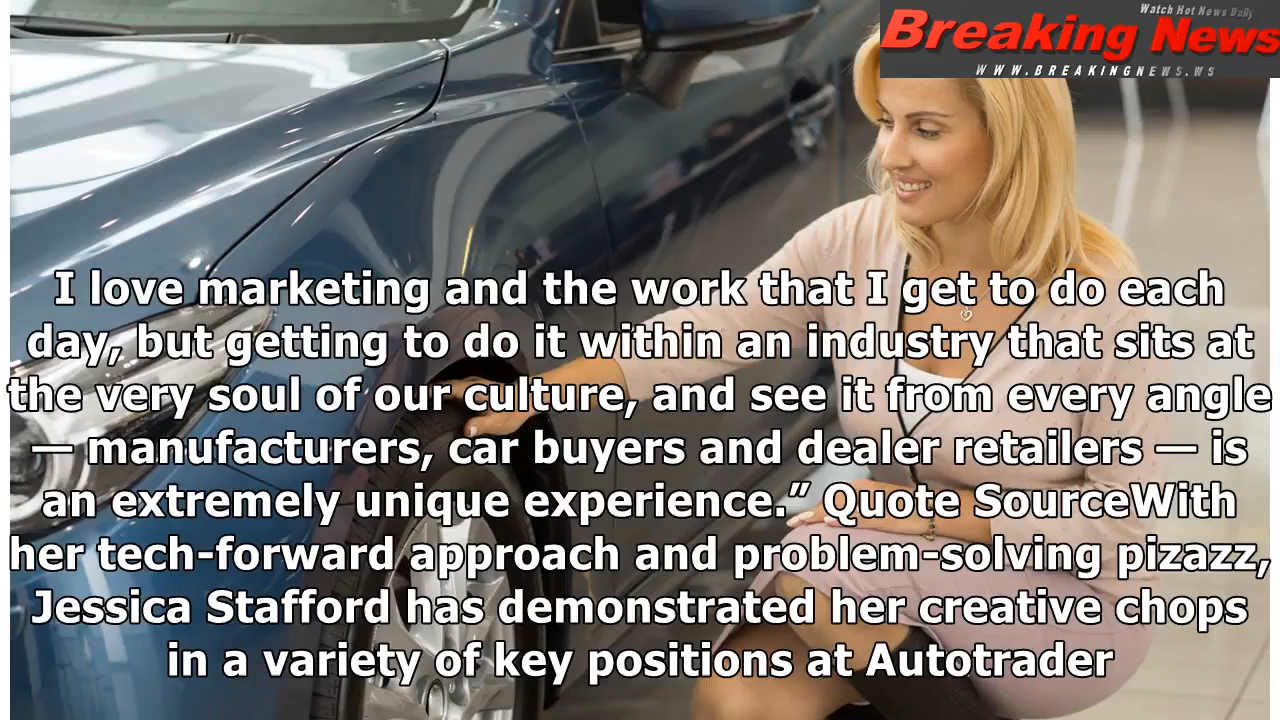 Watch Hot News Daily
Breaking News
WWW.BREAKINGNEWS.WS
I love marketing and the work that I get to do each
day, but getting to do it within an industry that sits at
the very soul of our culture, and see it from every angle
— manufacturers, car buyers and dealer retailers — is
an extremely unique experience.” Quote SourceWith
her tech-forward approach and problem-solving pizazz,
Jessica Stafford has demonstrated her creative chops
in a variety of key positions at Autotrader